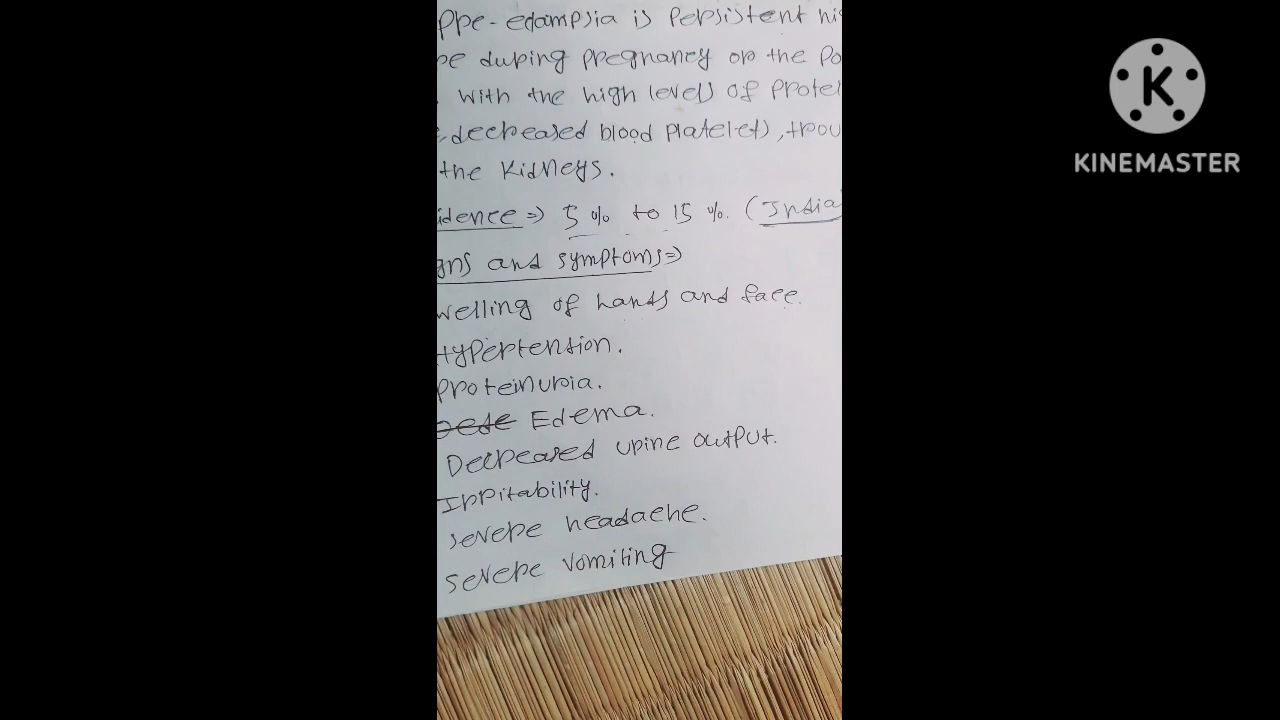 Pre-eclampsia is persistent hi
re during pregnancy or the Po
. with the high levels of Protei
decreased blood platelets, trou
the Kidneys.
idence => 5% to 15%. (India
gns and symptoms =>
welling of hands and face.
Hypertension.
Proteinuria.
Edema.
Decreased urine output.
Irritability.
severe headache.
severe vomiting
K
KINEMASTER